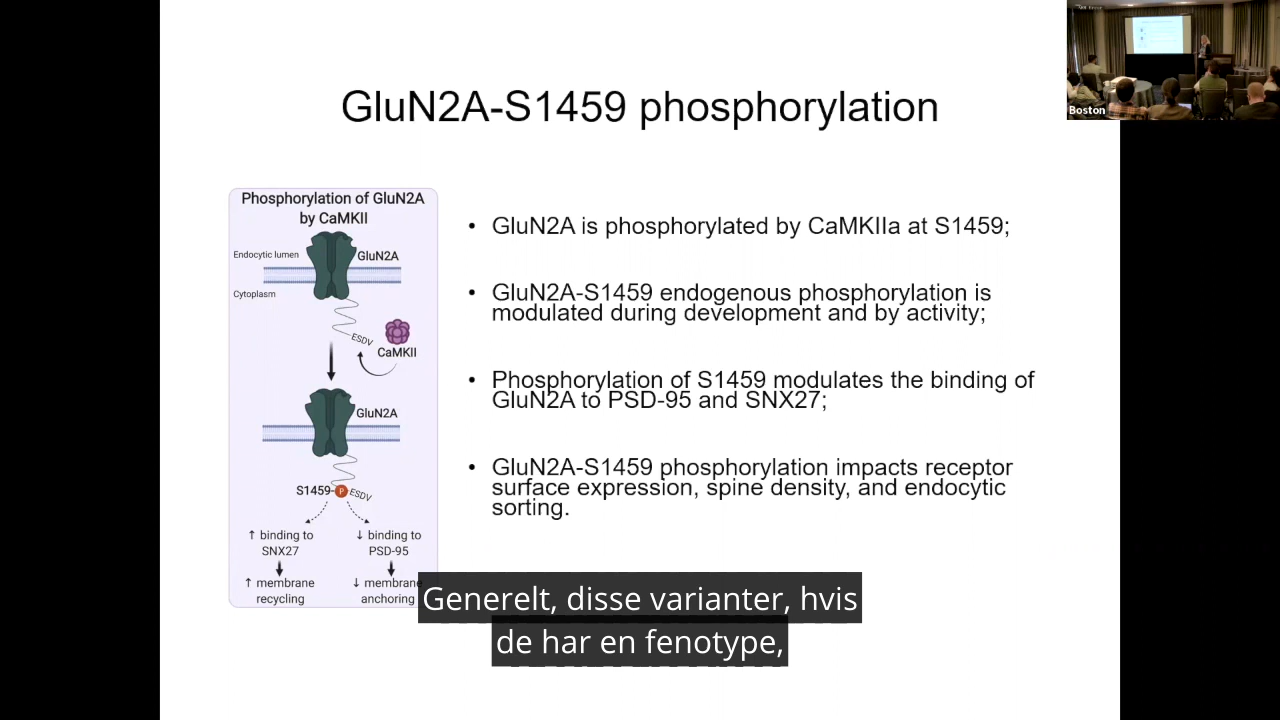 GluN2A-S1459 phosphorylation
Boston
Phosphorylation of GluN2A
by CaMKII
Endocytic lumen
GluN2A
Cytoplasm
ESDV
CaMKII
GluN2A
S1459-
P
ESDV
↑ binding to
SNX27
↓ binding to
PSD-95
↑ membrane
recycling
↓ membrane
anchoring
• GluN2A is phosphorylated by CaMKIIa at S1459;
• GluN2A-S1459 endogenous phosphorylation is
modulated during development and by activity;
• Phosphorylation of S1459 modulates the binding of
GluN2A to PSD-95 and SNX27;
• GluN2A-S1459 phosphorylation impacts receptor
surface expression, spine density, and endocytic
sorting.
Generelt, disse varianter, hvis
de har en fenotype,